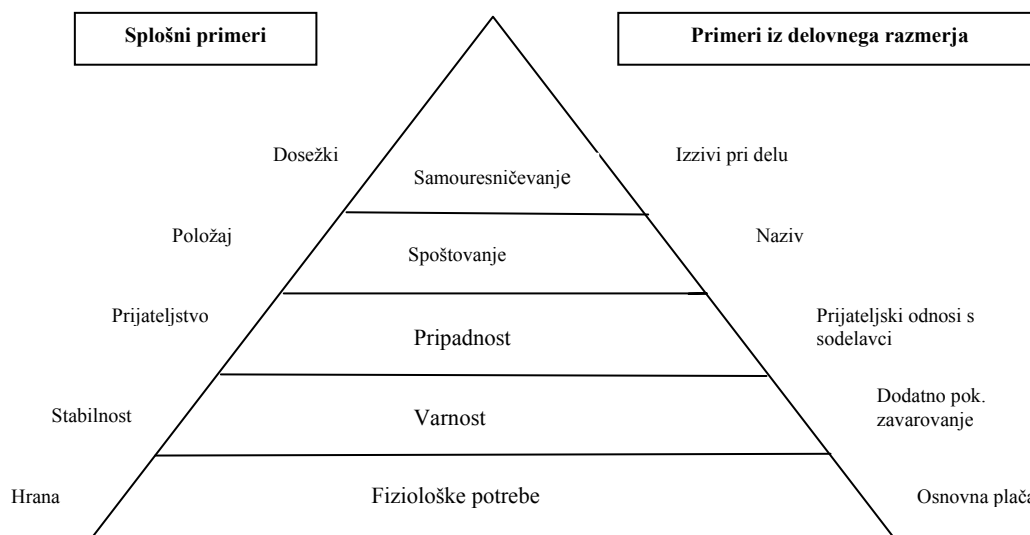 Splošni primeri
Primeri iz delovnega razmerja
Dosežki
Samouresničevanje
Izzivi pri delu
Položaj
Spoštovanje
Naziv
Prijateljstvo
Pripadnost
Prijateljski odnosi s
sodelavci
Stabilnost
Varnost
Dodatno pok.
zavarovanje
Hrana
Fiziološke potrebe
Osnovna plača